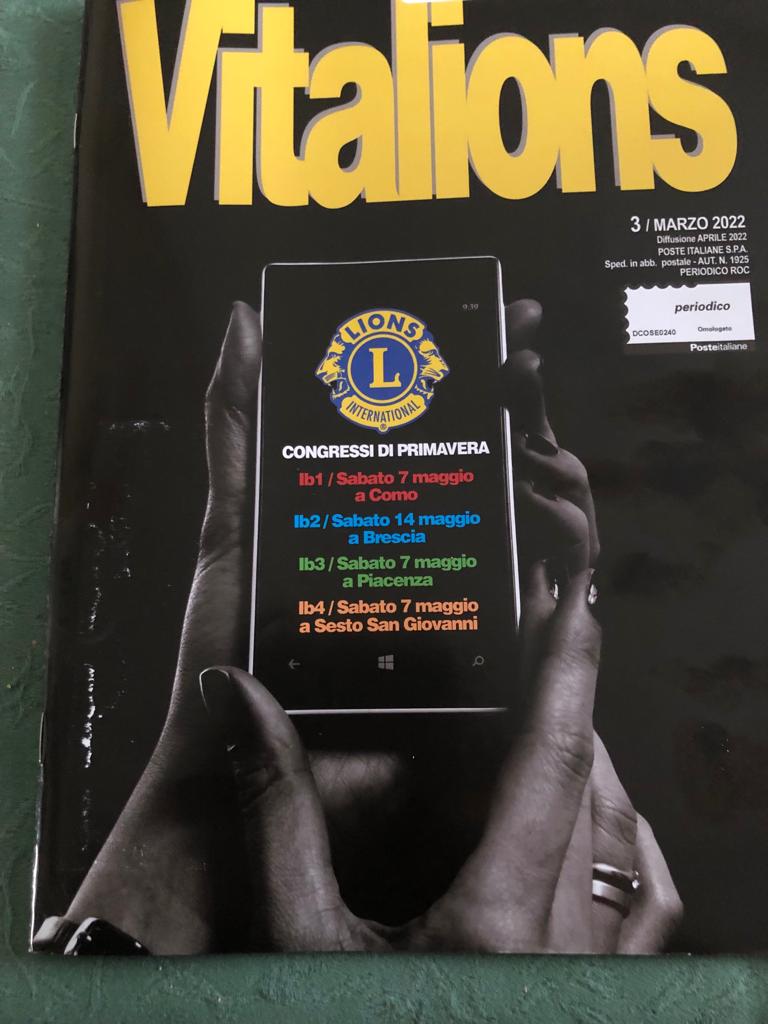 Vitalions
3 / MARZO 2022
Diffusione APRILE 2022
POSTE ITALIANE S.P.A.
Sped. in abb. postale - AUT. N. 1925
PERIODICO ROC
periodico
DCOSE0240 Omologato
Posteitaliane
9:39
LIONS
L
INTERNATIONAL
®
CONGRESSI DI PRIMAVERA
Ib1 / Sabato 7 maggio
a Como
Ib2 / Sabato 14 maggio
a Brescia
Ib3 / Sabato 7 maggio
a Piacenza
Ib4 / Sabato 7 maggio
a Sesto San Giovanni